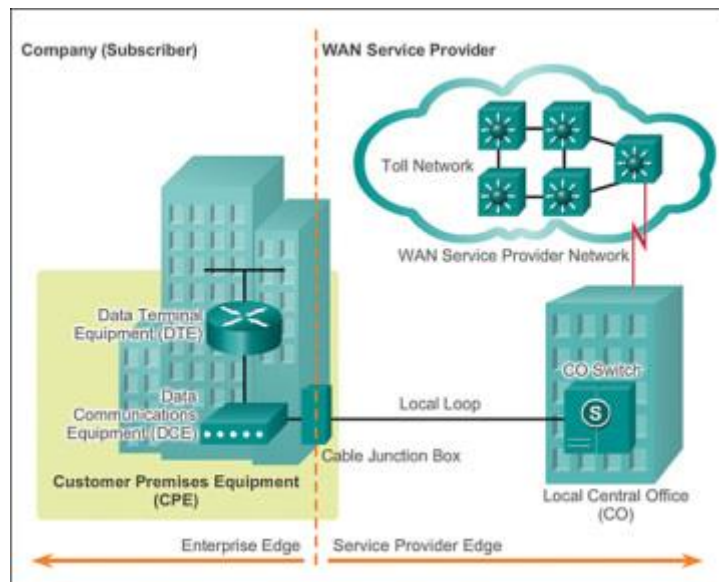 Company (Subscriber)
WAN Service Provider
Toll Network
WAN Service Provider Network
Data Terminal
Equipment (DTE)
CO Switch
S
Data
Communications
Equipment (DCE)
Local Loop
Cable Junction Box
Customer Premises Equipment
(CPE)
Local Central Office
(CO)
Enterprise Edge
Service Provider Edge